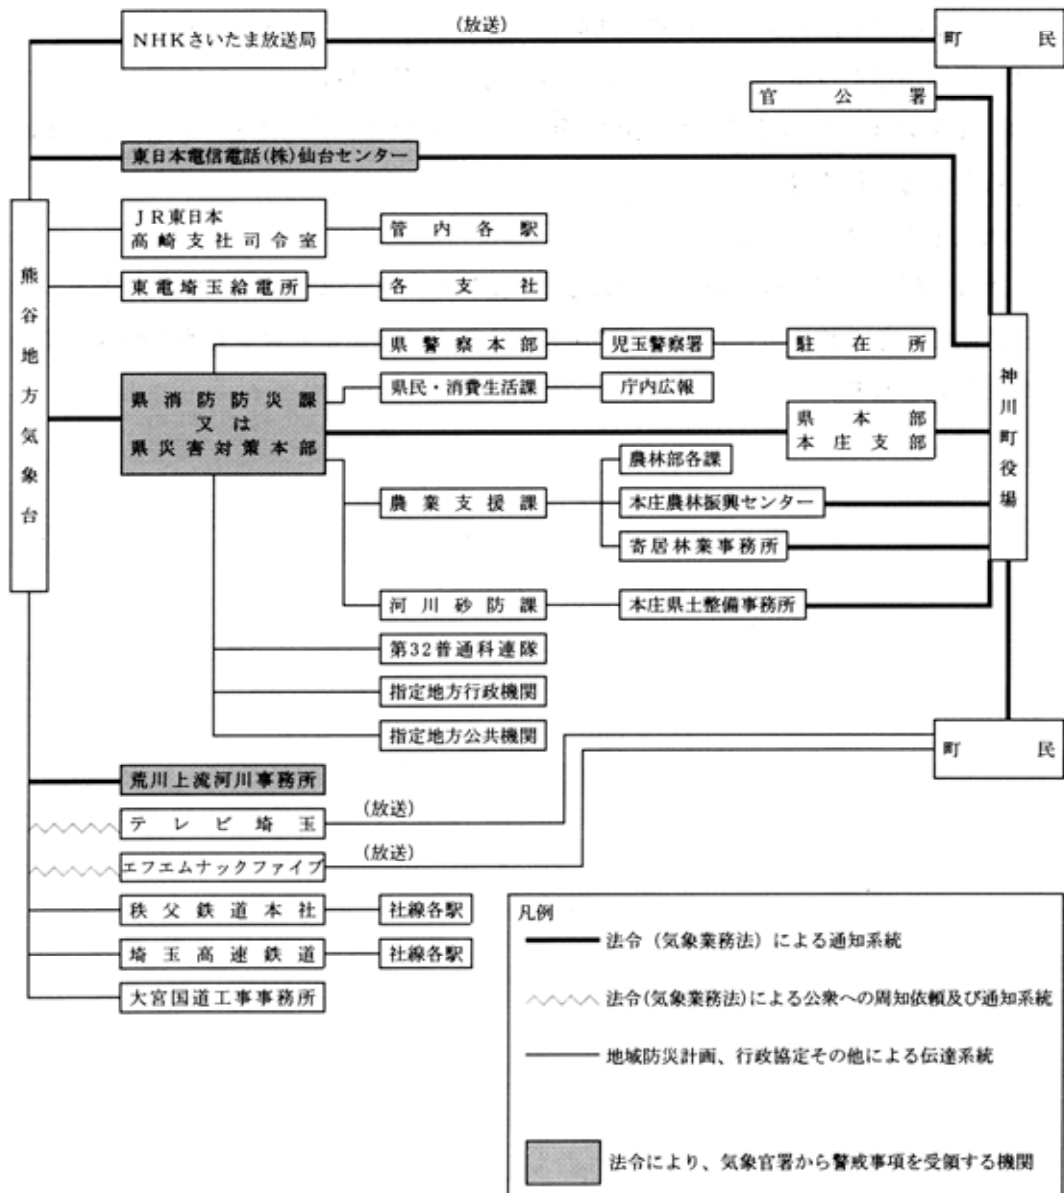 NHKさいたま放送局
(放送)
町民
官公署
東日本電信電話(株)仙台センター
JR東日本
高崎支社司令室
管内各駅
東電埼玉給電所
各支社
熊谷地方気象台
県警察本部
児玉警察署
駐在所
県消防防災課
又は
県災害対策本部
県民・消費生活課
庁内広報
県本部
本庄支部
神川町役場
農林部各課
農業支援課
本庄農林振興センター
寄居林業事務所
河川砂防課
本庄県土整備事務所
第32普通科連隊
指定地方行政機関
指定地方公共機関
町民
荒川上流河川事務所
テレビ埼玉
(放送)
エフエムナックファイブ
(放送)
秩父鉄道本社
社線各駅
埼玉高速鉄道
社線各駅
大宮国道工事事務所
凡例
法令(気象業務法)による通知系統
法令(気象業務法)による公衆への周知依頼及び通知系統
地域防災計画、行政協定その他による伝達系統
法令により、気象官署から警戒事項を受領する機関